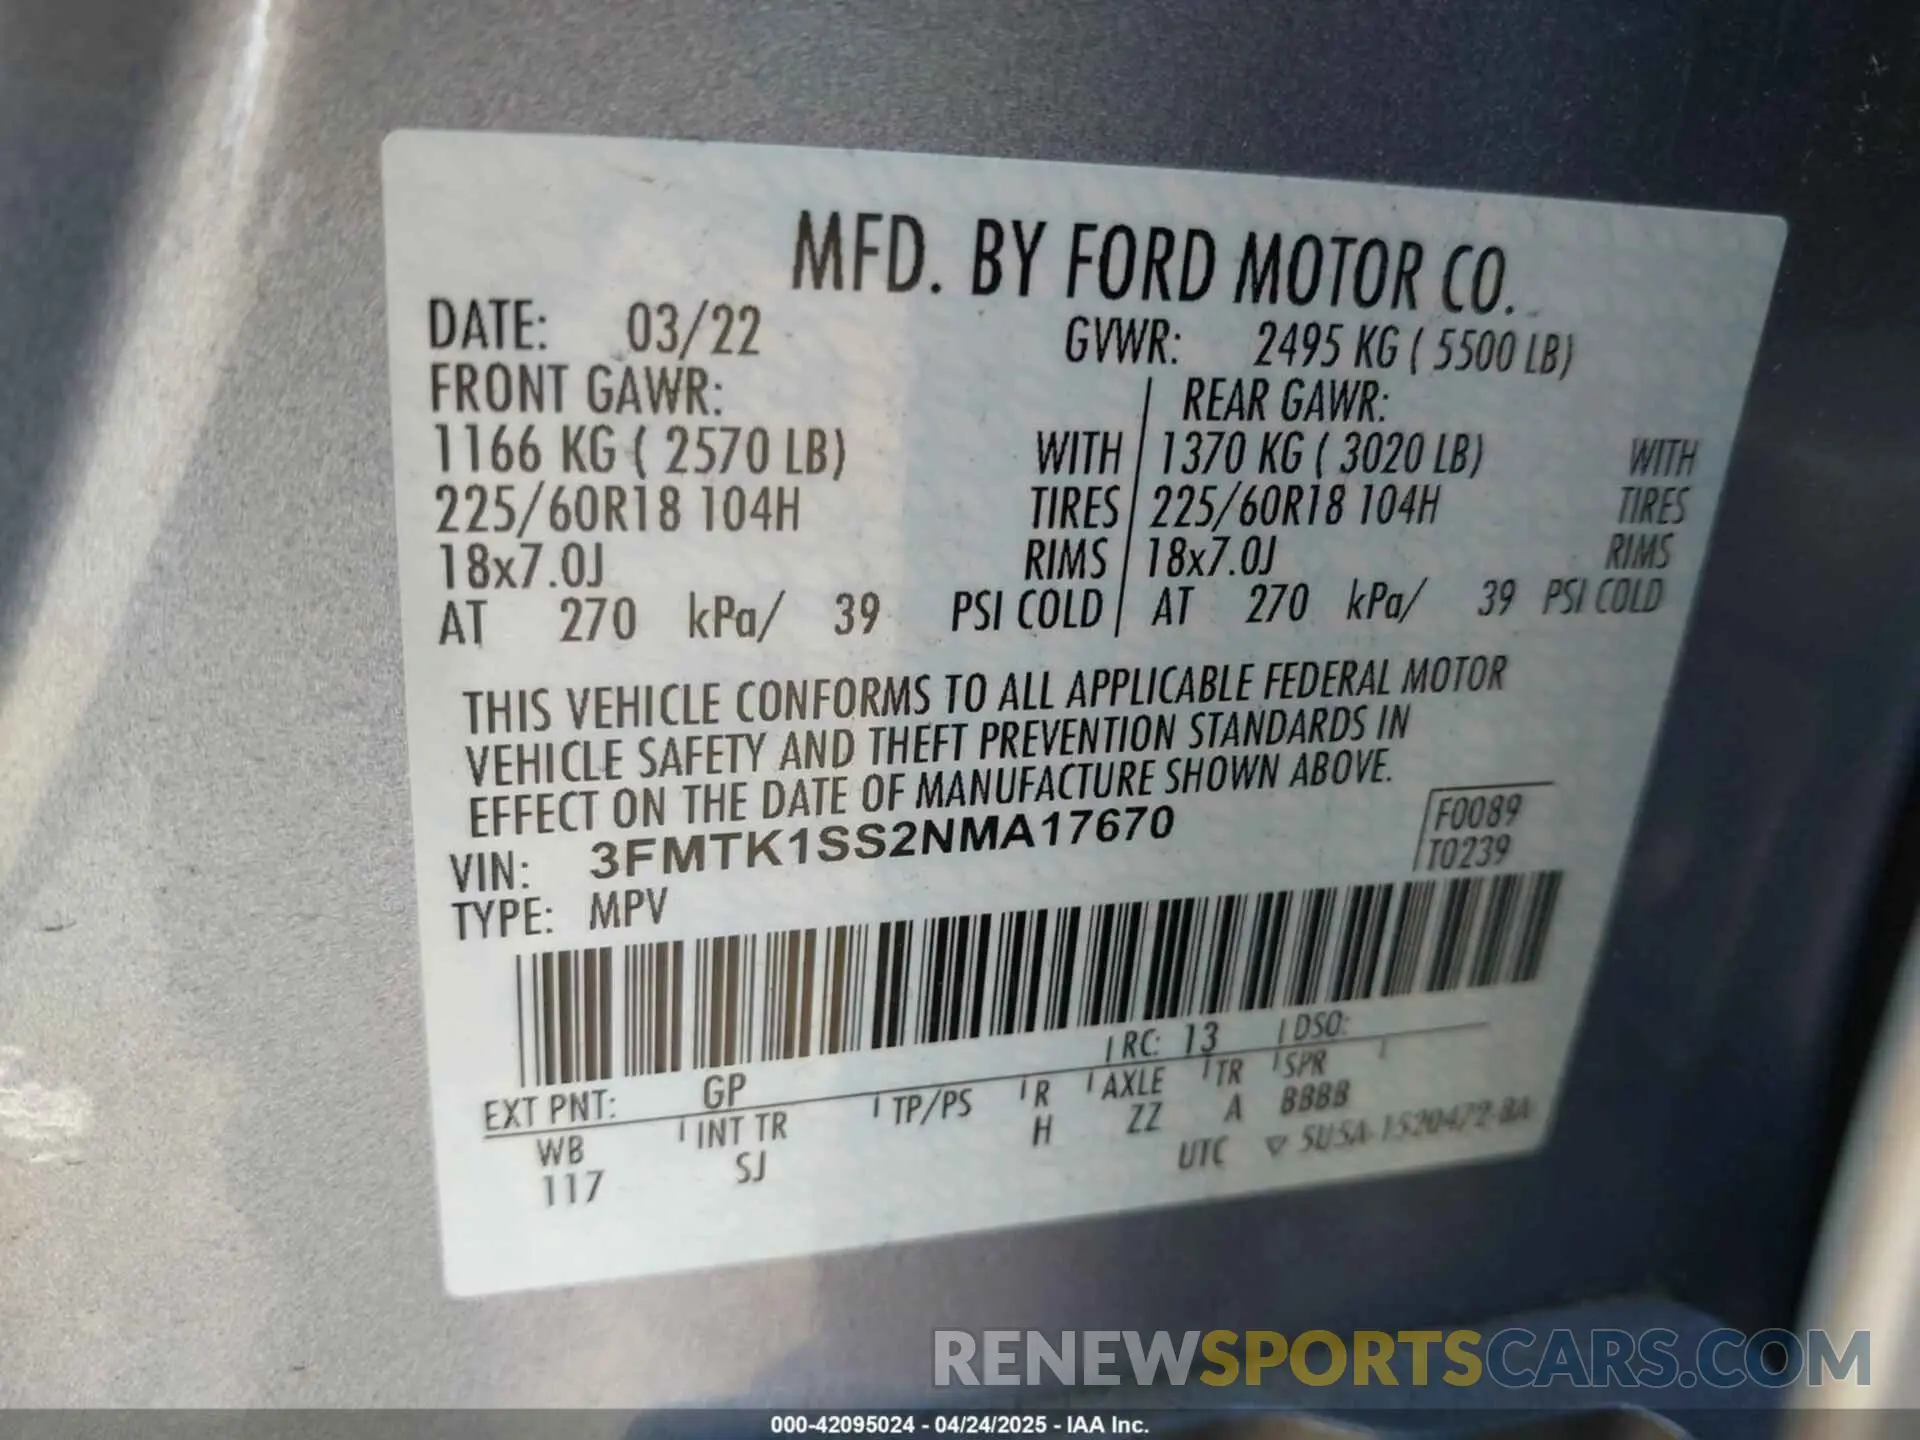 MFD. BY FORD MOTOR CO.
DATE: 03/22 GVWR: 2495 KG ( 5500 LB)
FRONT GAWR: REAR GAWR:
1166 KG ( 2570 LB) WITH 1370 KG ( 3020 LB) WITH
225/60R18 104H TIRES 225/60R18 104H TIRES
18x7.0J RIMS 18x7.0J RIMS
AT 270 kPa/ 39 PSI COLD AT 270 kPa/ 39 PSI COLD
THIS VEHICLE CONFORMS TO ALL APPLICABLE FEDERAL MOTOR
VEHICLE SAFETY AND THEFT PREVENTION STANDARDS IN
EFFECT ON THE DATE OF MANUFACTURE SHOWN ABOVE.
VIN: 3FMTK1SS2NMA17670 F0089
TYPE: MPV T0239
EXT PNT: GP RC: 13 DSO:
WB INT TR TP/PS R AXLE TR SPR
117 SJ H ZZ A BBBB
UTC
RENEWSPORTSCARS.COM
000-42095024 - 04/24/2025 - IAA Inc.